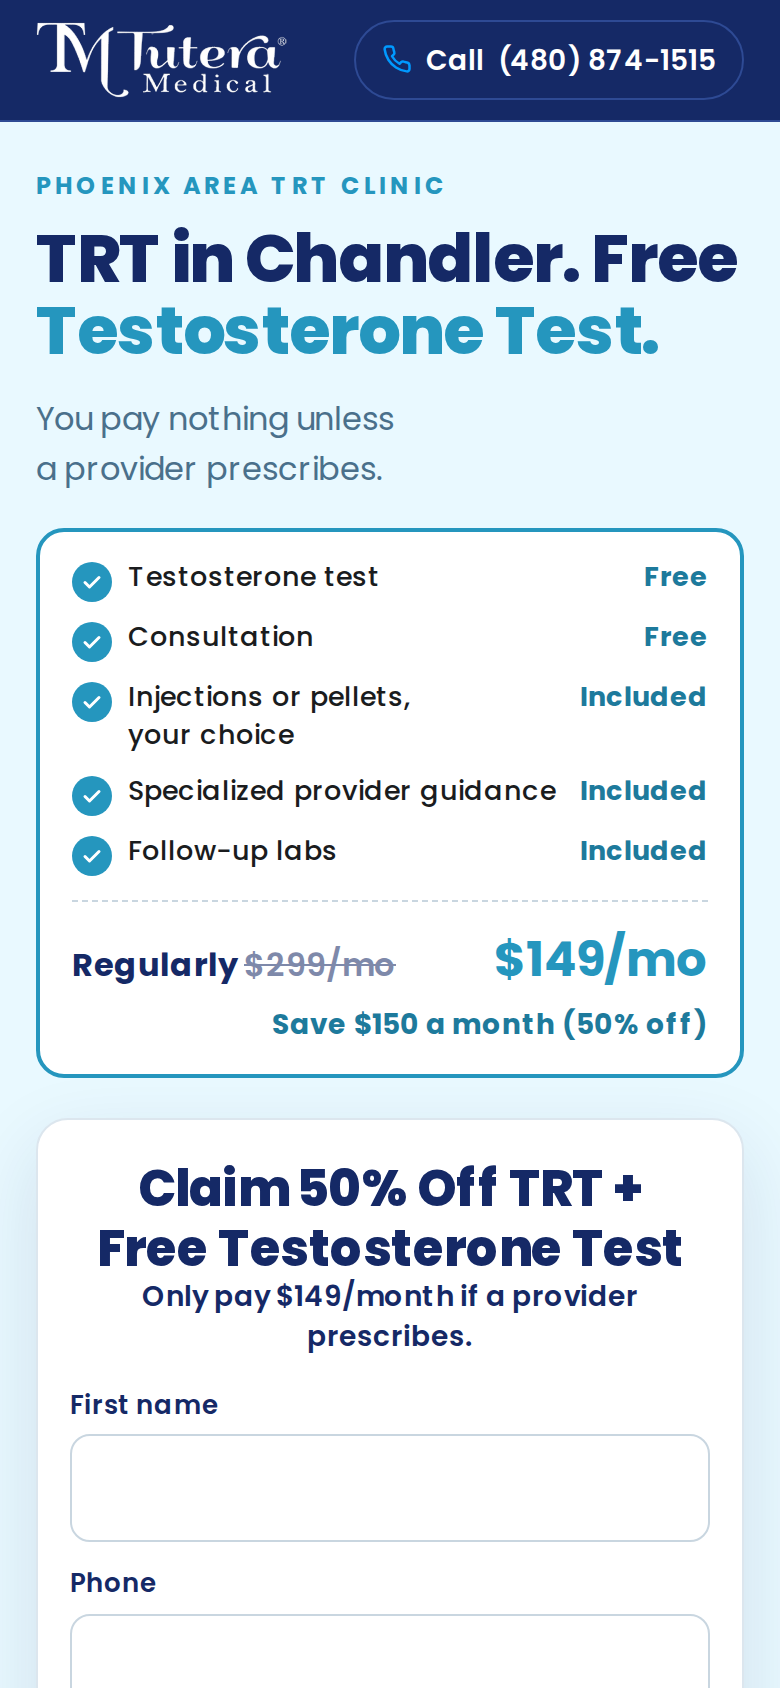 TM Tutera®
Medical
Call (480) 874-1515
PHOENIX AREA TRT CLINIC
TRT in Chandler. Free
Testosterone Test.
You pay nothing unless
a provider prescribes.
Testosterone test Free
Consultation Free
Injections or pellets, Included
your choice
Specialized provider guidance Included
Follow-up labs Included
Regularly $299/mo $149/mo
Save $150 a month (50% off)
Claim 50% Off TRT +
Free Testosterone Test
Only pay $149/month if a provider
prescribes.
First name
Phone